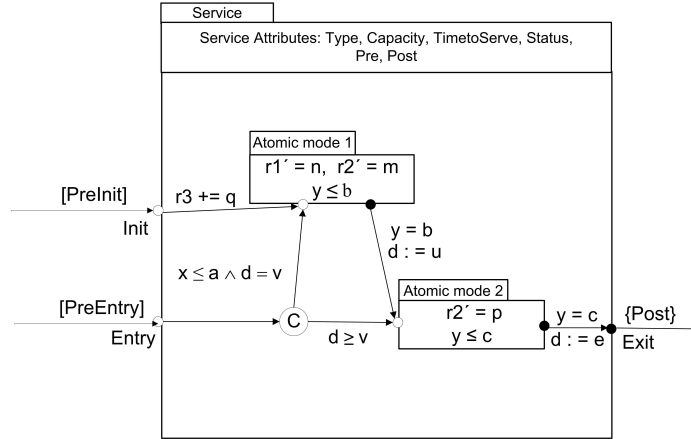 Service
Service Attributes: Type, Capacity, TimetoServe, Status,
Pre, Post
Atomic mode 1
r1´ = n, r2´ = m
y ≤ b
[PreInit]
r3 += q
Init
y = b
d : = u
x ≤ a ∧ d = v
Atomic mode 2
r2´ = p
y ≤ c
[PreEntry]
Entry
C
d ≥ v
y = c
d : = e
{Post}
Exit